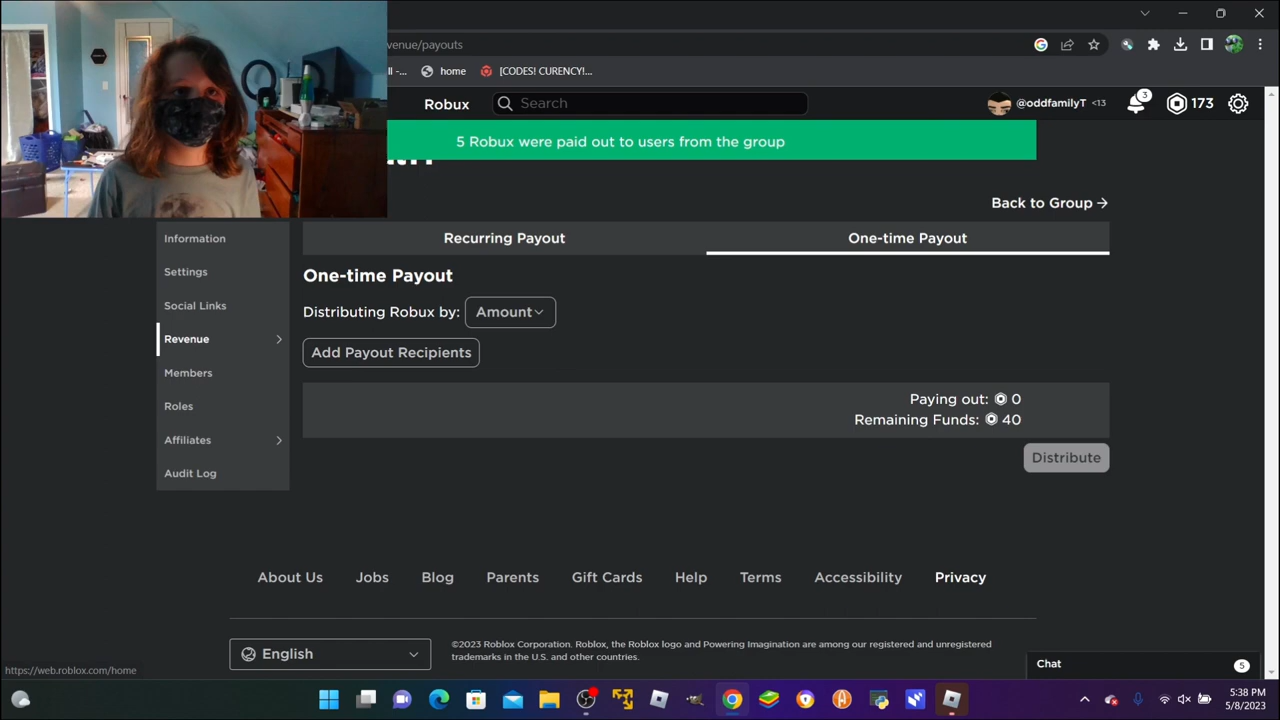 venue/payouts
ll -...
home
[CODES! CURENCY!...
Robux
Search
@oddfamilyT <13
3
173
5 Robux were paid out to users from the group
Back to Group →
Information
Settings
Social Links
Revenue
Members
Roles
Affiliates
Audit Log
Recurring Payout
One-time Payout
One-time Payout
Distributing Robux by:
Amount
Add Payout Recipients
Paying out: 0
Remaining Funds: 40
Distribute
About Us
Jobs
Blog
Parents
Gift Cards
Help
Terms
Accessibility
Privacy
English
©2023 Roblox Corporation. Roblox, the Roblox logo and Powering Imagination are among our registered and unregistered
trademarks in the U.S. and other countries.
Chat
5
https://web.roblox.com/home
5:38 PM
5/8/2023